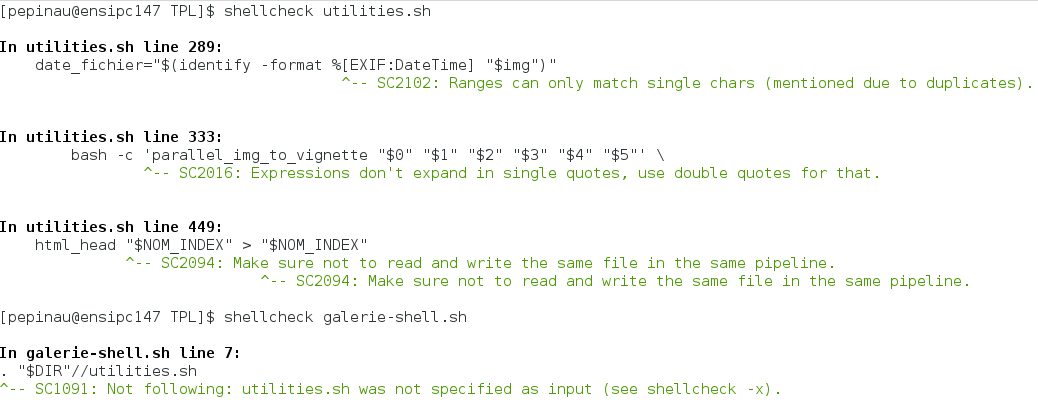 [pepinau@ensipc147 TPL]$ shellcheck utilities.sh
In utilities.sh line 289:
date_fichier="$(identify -format %[EXIF:DateTime] "$img")"
^-- SC2102: Ranges can only match single chars (mentioned due to duplicates).
In utilities.sh line 333:
bash -c 'parallel_img_to_vignette "$0" "$1" "$2" "$3" "$4" "$5"' \
^-- SC2016: Expressions don't expand in single quotes, use double quotes for that.
In utilities.sh line 449:
html_head "$NOM_INDEX" > "$NOM_INDEX"
^-- SC2094: Make sure not to read and write the same file in the same pipeline.
^-- SC2094: Make sure not to read and write the same file in the same pipeline.
[pepinau@ensipc147 TPL]$ shellcheck galerie-shell.sh
In galerie-shell.sh line 7:
. "$DIR"//utilities.sh
^-- SC1091: Not following: utilities.sh was not specified as input (see shellcheck -x).